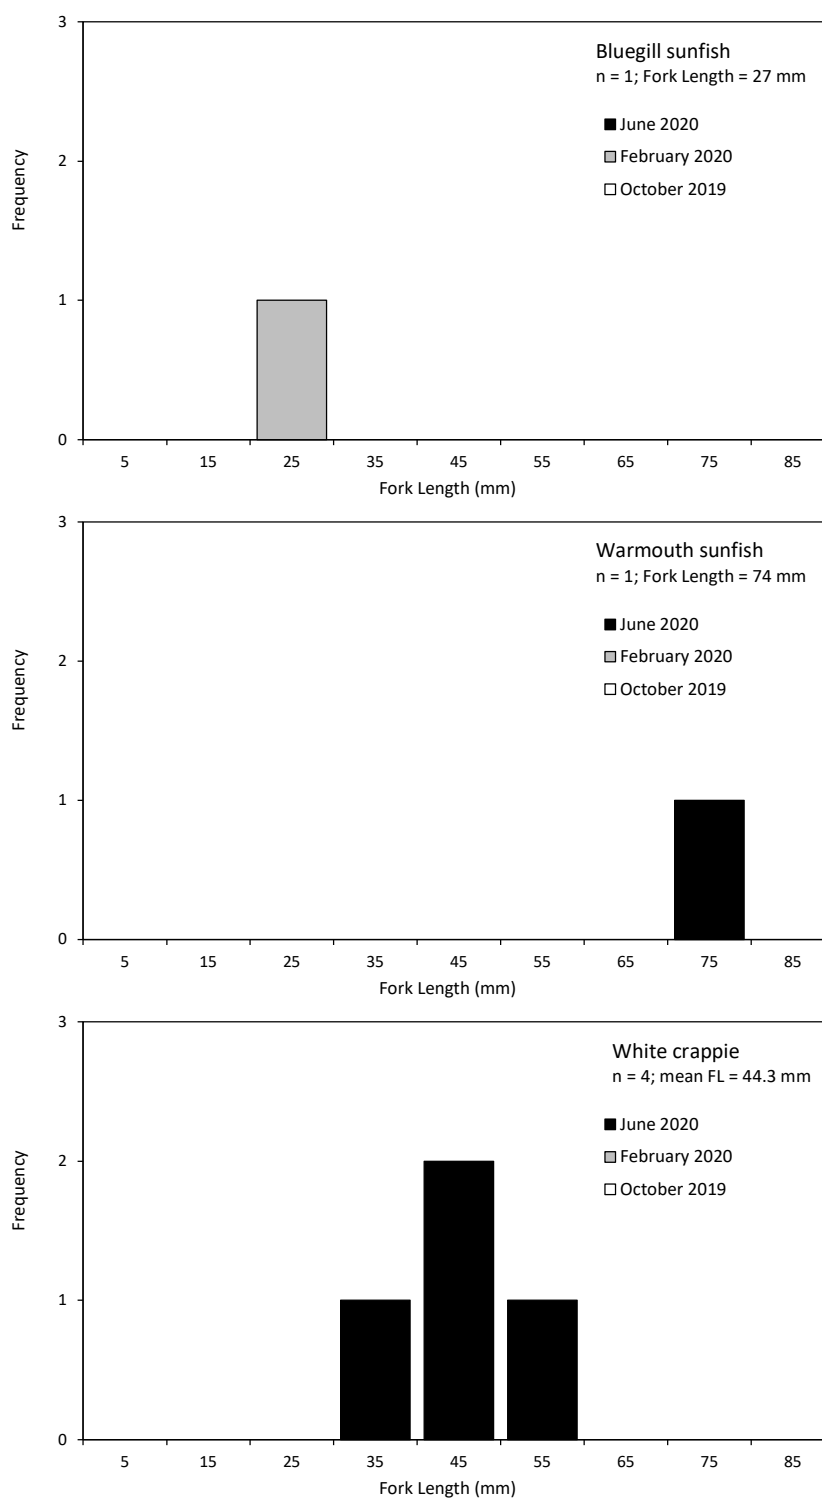 3
Bluegill sunfish
n = 1; Fork Length = 27 mm
June 2020
2
February 2020
October 2019
Frequency
1
0
5 15 25 35 45 55 65 75 85
Fork Length (mm)
3
Warmouth sunfish
n = 1; Fork Length = 74 mm
June 2020
2
February 2020
October 2019
Frequency
1
0
5 15 25 35 45 55 65 75 85
Fork Length (mm)
3
White crappie
n = 4; mean FL = 44.3 mm
June 2020
2
February 2020
October 2019
Frequency
1
0
5 15 25 35 45 55 65 75 85
Fork Length (mm)